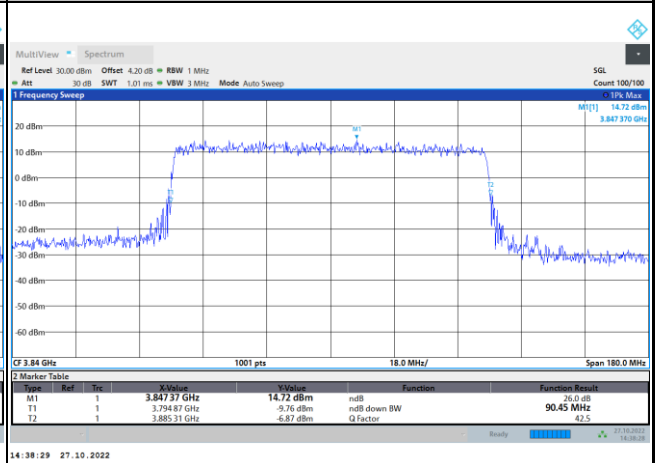 MultiView Spectrum
Ref Level 30.00 dBm Offset 4.20 dB RBW 1 MHz SGL
Att 30 dB SWT 1.01 ms VBW 3 MHz Mode Auto Sweep Count 100/100
1 Frequency Sweep 1Pk Max
M1[1] 14.72 dBm
3.847 370 GHz
M1
20 dBm
10 dBm
0 dBm
T2
-10 dBm
-20 dBm
-30 dBm
-40 dBm
-50 dBm
-60 dBm
CF 3.84 GHz 1001 pts 18.0 MHz/ Span 180.0 MHz
2 Marker Table
Type Ref Trc X-Value Y-Value Function Function Result
M1 1 3.847 37 GHz 14.72 dBm ndB 26.0 dB
T1 1 3.794 87 GHz -9.76 dBm ndB down BW 90.45 MHz
T2 1 3.885 31 GHz -6.87 dBm Q Factor 42.5
Ready 27.10.2022
14:38:28
14:38:29 27.10.2022